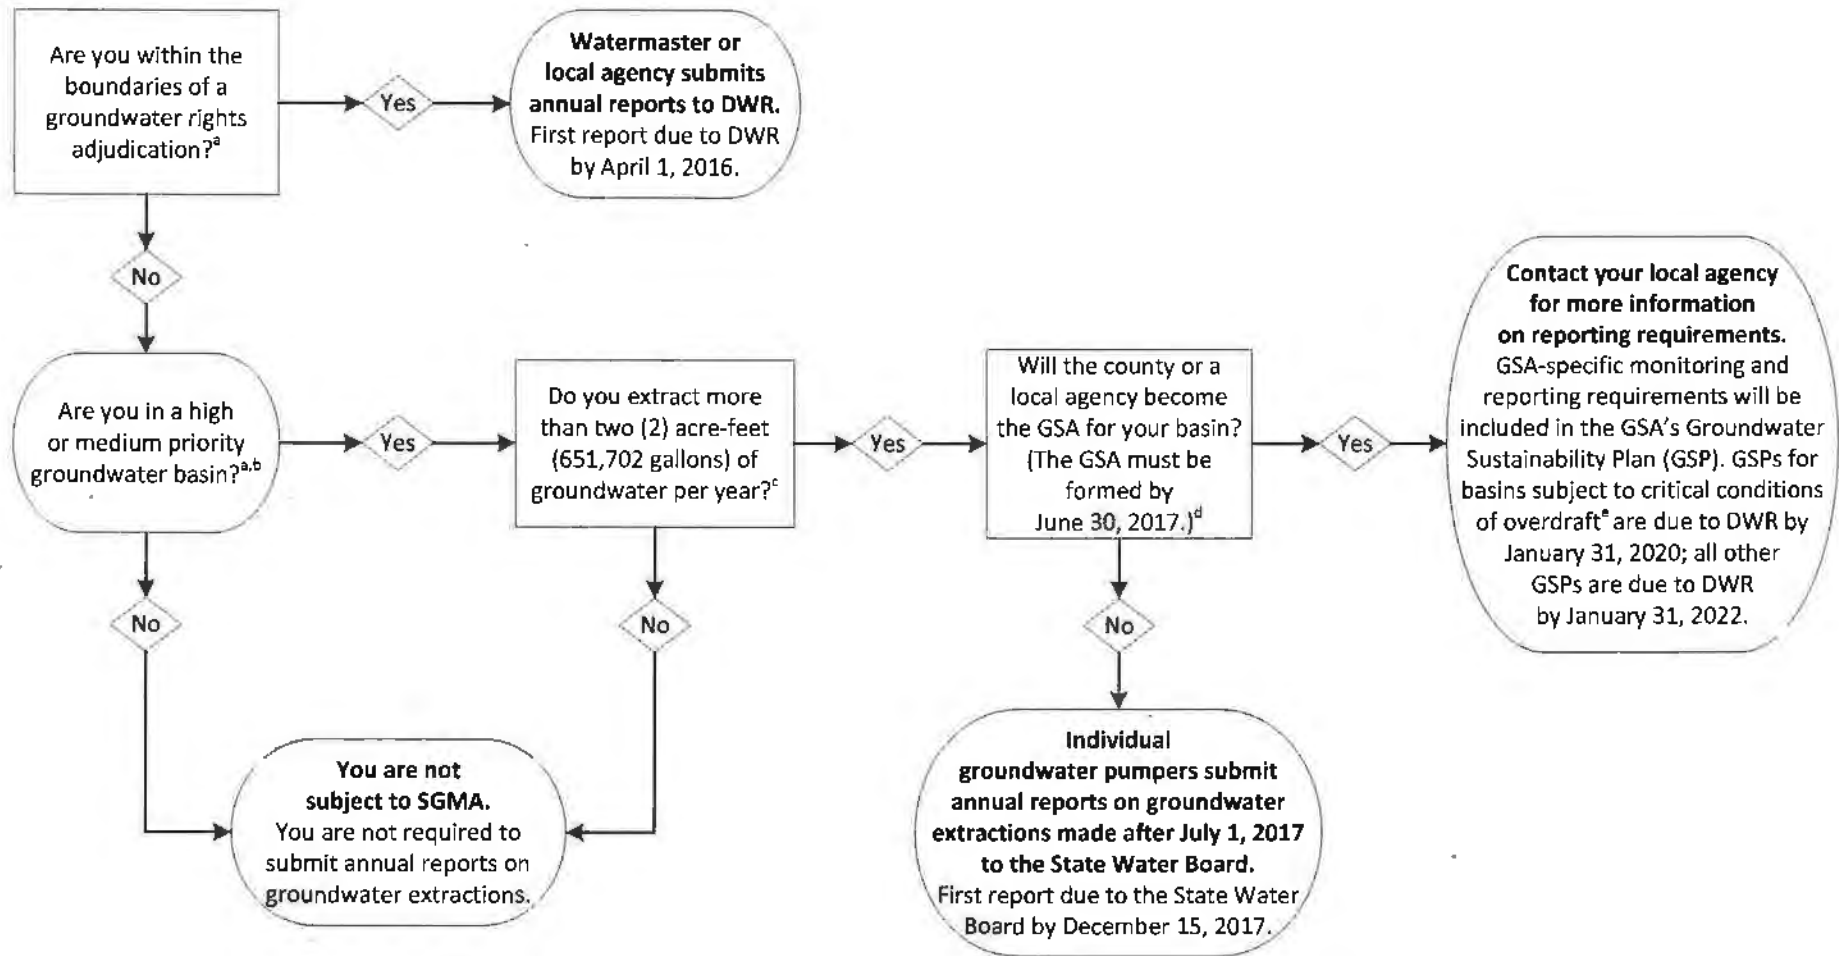 Are you within the
boundaries of a
groundwater rights
adjudication?ᵃ
Yes
Watermaster or
local agency submits
annual reports to DWR.
First report due to DWR
by April 1, 2016.
No
Are you in a high
or medium priority
groundwater basin?ᵃ,ᵇ
Yes
Do you extract more
than two (2) acre-feet
(651,702 gallons) of
groundwater per year?ᶜ
Yes
Will the county or a
local agency become
the GSA for your basin?
(The GSA must be
formed by
June 30, 2017.)ᵈ
Yes
Contact your local agency
for more information
on reporting requirements.
GSA-specific monitoring and
reporting requirements will be
included in the GSA's Groundwater
Sustainability Plan (GSP). GSPs for
basins subject to critical conditions
of overdraftᵉ are due to DWR by
January 31, 2020; all other
GSPs are due to DWR
by January 31, 2022.
No
No
No
You are not
subject to SGMA.
You are not required to
submit annual reports on
groundwater extractions.
Individual
groundwater pumpers submit
annual reports on groundwater
extractions made after July 1, 2017
to the State Water Board.
First report due to the State Water
Board by December 15, 2017.